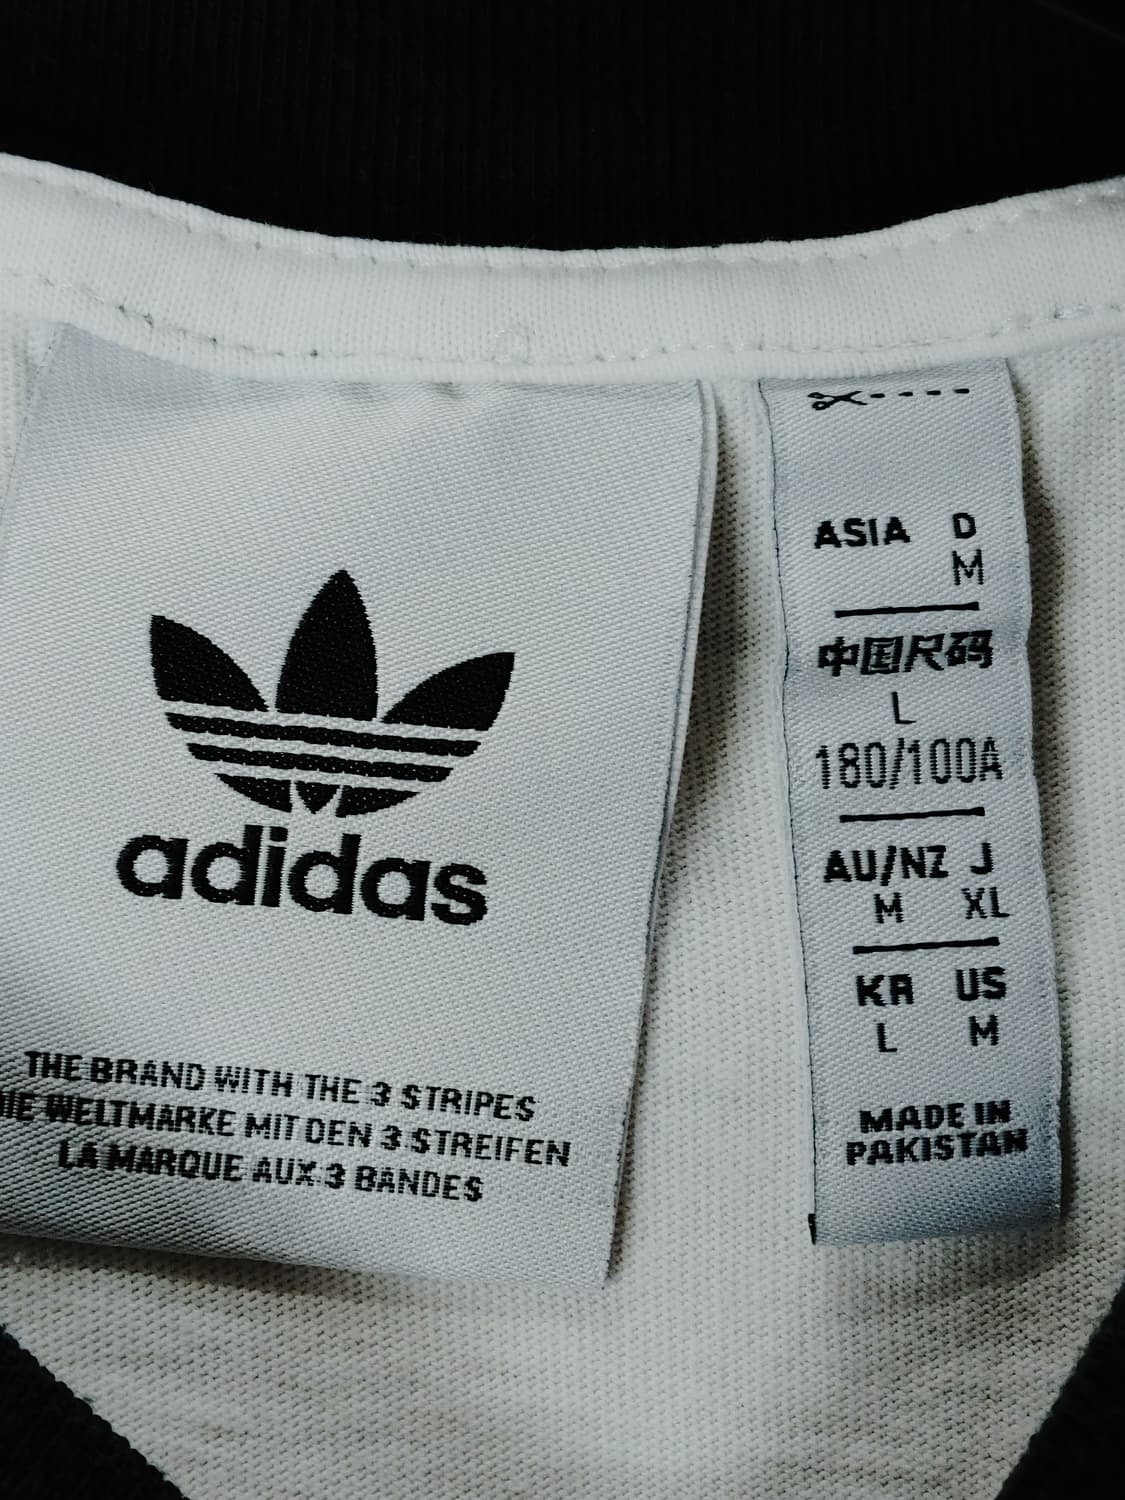 adidas
THE BRAND WITH THE 3 STRIPES
DIE WELTMARKE MIT DEN 3 STREIFEN
LA MARQUE AUX 3 BANDES
ASIA D
M
中国尺码
L
180/100A
AU/NZ J
M XL
KR US
L M
MADE IN
PAKISTAN